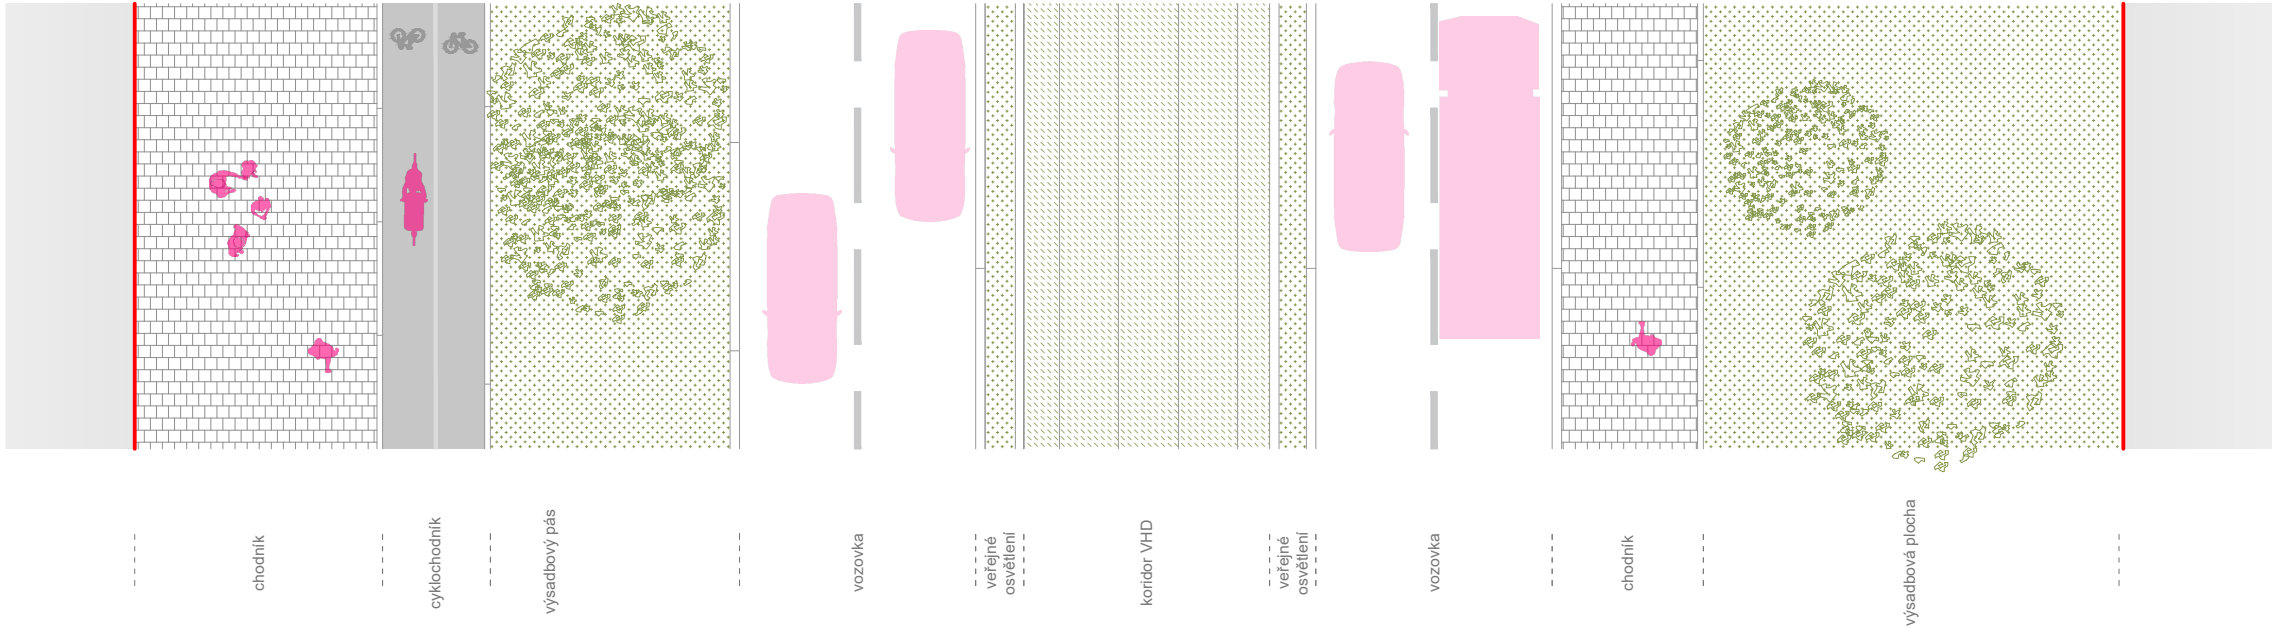 chodník
cyklochodník
výsadbový pás
vozovka
veřejné
osvětlení
koridor VHD
veřejné
osvětlení
vozovka
chodník
výsadbová plocha